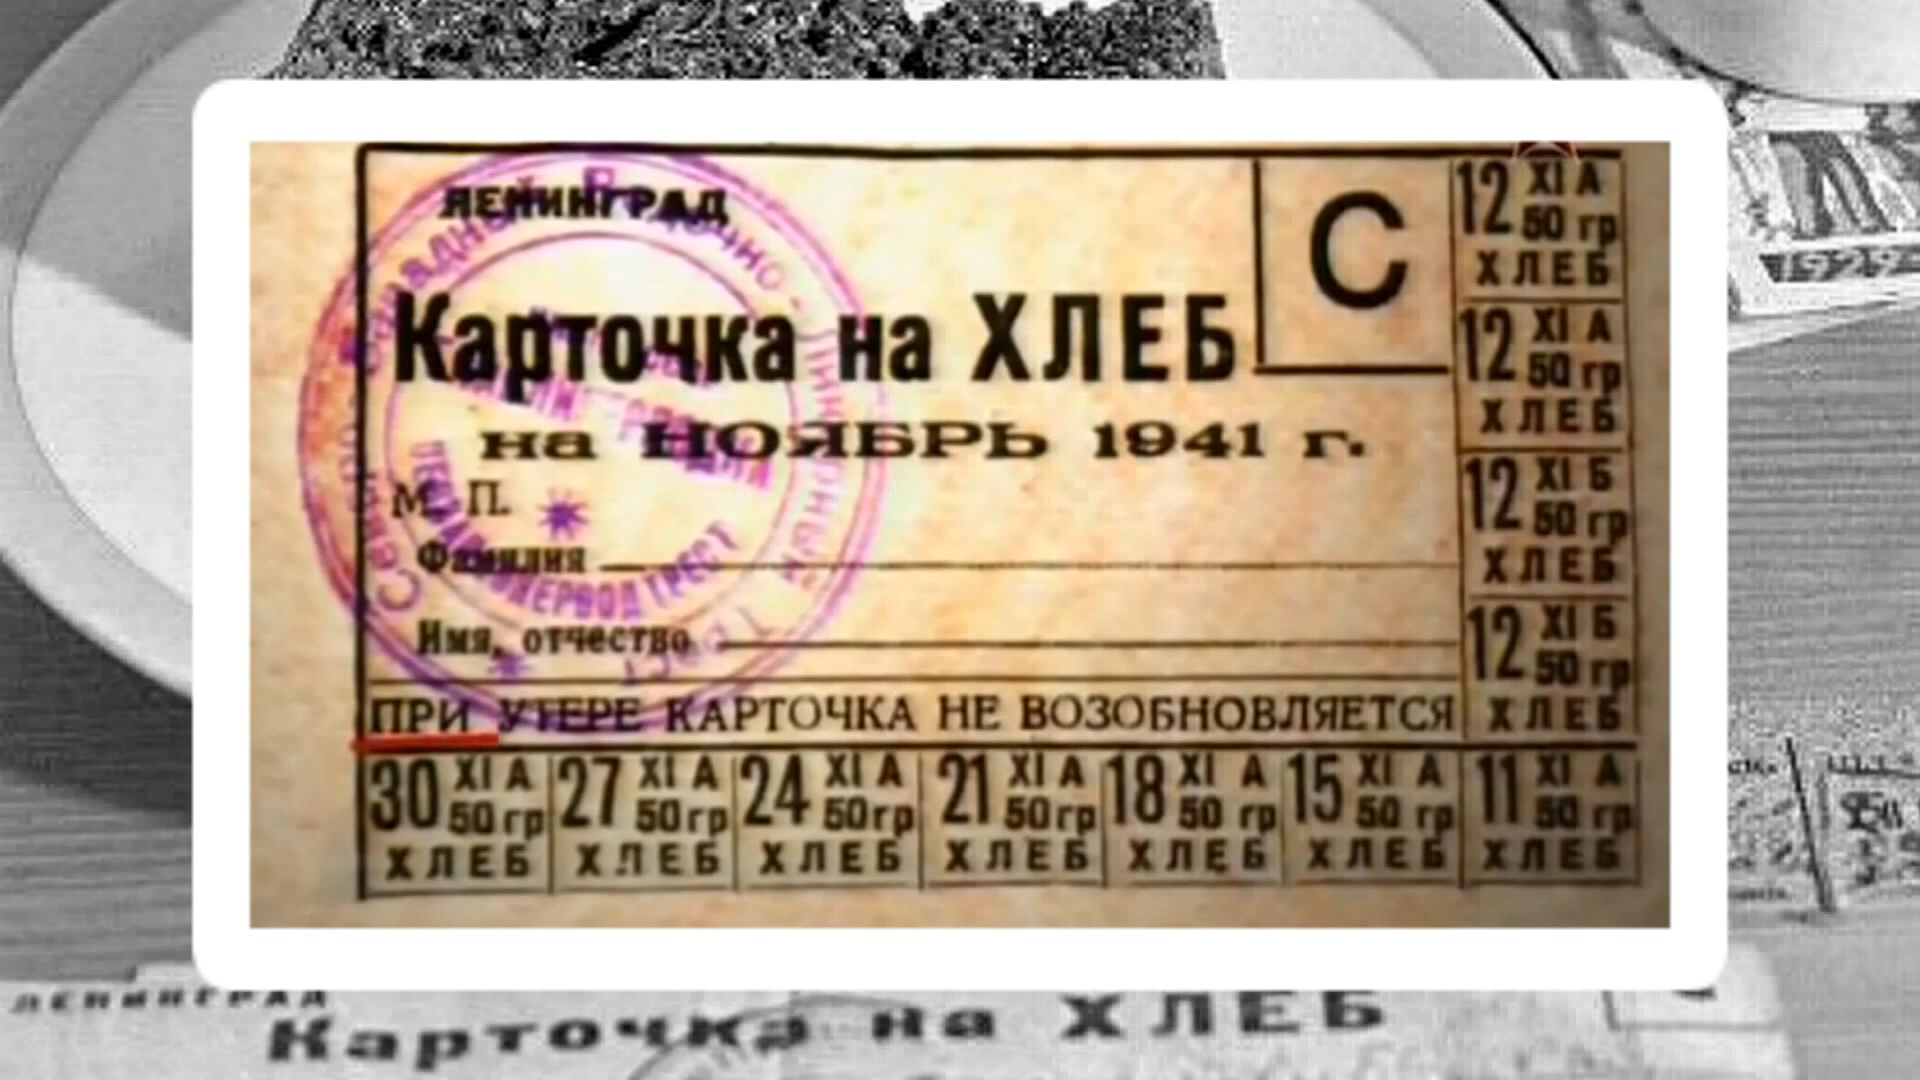 ЛЕНИНГРАД
С
Карточка на ХЛЕБ
на НОЯБРЬ 1941 г.
М. П.
Фамилия
Имя, отчество
ПРИ УТЕРЕ КАРТОЧКА НЕ ВОЗОБНОВЛЯЕТСЯ
12 XI А
50 гр
ХЛЕБ
12 XI А
50 гр
ХЛЕБ
12 XI Б
50 гр
ХЛЕБ
12 XI Б
50 гр
ХЛЕБ
30 XI А 27 XI А 24 XI А 21 XI А 18 XI А 15 XI А 11 XI А
50 гр 50 гр 50 гр 50 гр 50 гр 50 гр 50 гр
ХЛЕБ ХЛЕБ ХЛЕБ ХЛЕБ ХЛЕБ ХЛЕБ ХЛЕБ
ТРЕСТ
1929
ЛЕНИНГРАД
Карточка на ХЛЕБ